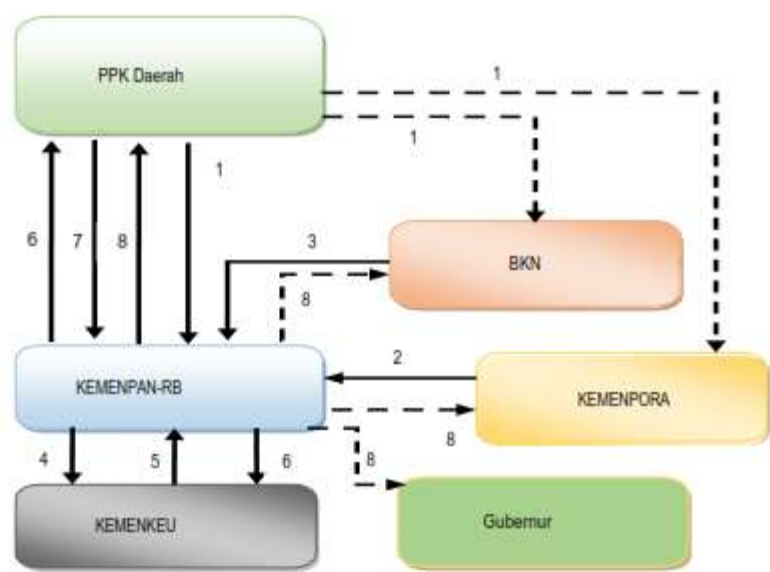 PPK Daerah
1
1
6
7
8
1
3
BKN
8
2
KEMENPAN-RB
KEMENPORA
8
4
5
6
8
KEMENKEU
Gubernur